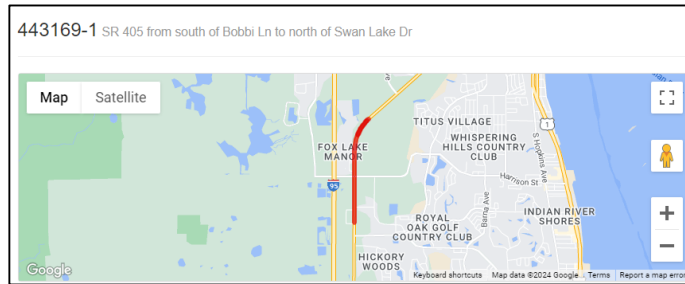 443169-1 SR 405 from south of Bobbi Ln to north of Swan Lake Dr
Map Satellite
TITUS VILLAGE
1
WHISPERING
HILLS COUNTRY
CLUB
S Hopkins Ave
FOX LAKE
MANOR
Harrison St
95
Barna Ave
ROYAL
OAK GOLF
COUNTRY CLUB
INDIAN RIVER
SHORES
HICKORY
WOODS
Google
Keyboard shortcuts Map data ©2024 Google Terms Report a map error